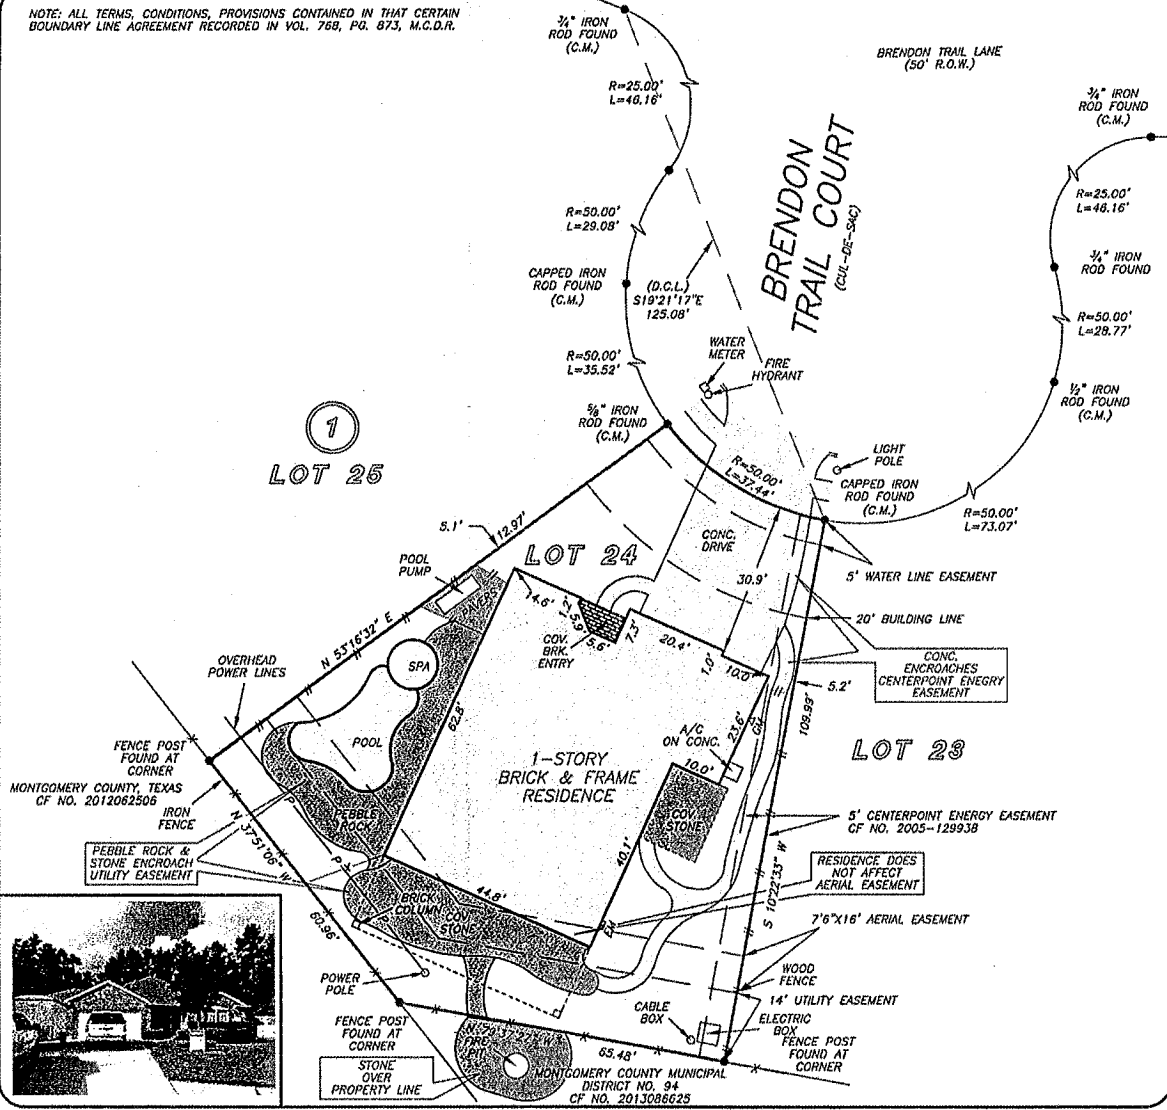 NOTE: ALL TERMS, CONDITIONS, PROVISIONS CONTAINED IN THAT CERTAIN
BOUNDARY LINE AGREEMENT RECORDED IN VOL. 768, PG. 873, M.C.D.R.
3/4" IRON
ROD FOUND
(C.M.)
BRENDON TRAIL LANE
(50' R.O.W.)
R=25.00'
L=46.16'
3/4" IRON
ROD FOUND
(C.M.)
BRENDON
TRAIL COURT
(CUL-DE-SAC)
R=25.00'
L=46.16'
R=50.00'
L=29.08'
3/4" IRON
ROD FOUND
CAPPED IRON
ROD FOUND
(C.M.)
(D.C.L.)
S19°21'17"E
125.08'
R=50.00'
L=28.77'
WATER
METER
FIRE
HYDRANT
R=50.00'
L=35.52'
1/2" IRON
ROD FOUND
(C.M.)
5/8" IRON
ROD FOUND
(C.M.)
1
LOT 25
LIGHT
POLE
R=50.00'
L=37.44'
CAPPED IRON
ROD FOUND
(C.M.)
R=50.00'
L=73.07'
5.1'
12.97'
CONC.
DRIVE
LOT 24
POOL
PUMP
PAVERS
30.9'
5' WATER LINE EASEMENT
14.6'
1.2'
5.9'
5.6'
COV.
BRK.
ENTRY
7.3'
20.4'
1.0'
10.0'
20' BUILDING LINE
N 53°16'32" E
OVERHEAD
POWER LINES
SPA
CONC.
ENCROACHES
CENTERPOINT ENEGRY
EASEMENT
5.2'
109.99'
62.8'
POOL
23.6'
GM
A/C
ON CONC.
10.0'
LOT 23
FENCE POST
FOUND AT
CORNER
1-STORY
BRICK & FRAME
RESIDENCE
MONTGOMERY COUNTY, TEXAS
CF NO. 2012062506
IRON
FENCE
N 37°51'06" W
P
PEBBLE
ROCK
COV.
STONE
5' CENTERPOINT ENERGY EASEMENT
CF NO. 2005-129938
PEBBLE ROCK &
STONE ENCROACH
UTILITY EASEMENT
P
40.1'
RESIDENCE DOES
NOT AFFECT
AERIAL EASEMENT
S 10°22'33" W
44.8'
BRICK
COLUMN
COV.
STONE
60.96'
7'6"X16' AERIAL EASEMENT
POWER
POLE
WOOD
FENCE
14' UTILITY EASEMENT
CABLE
BOX
ELECTRIC
BOX
FENCE POST
FOUND AT
CORNER
FENCE POST
FOUND AT
CORNER
FIRE
PIT
65.48'
STONE
OVER
PROPERTY LINE
MONTGOMERY COUNTY MUNICIPAL
DISTRICT NO. 94
CF NO. 2013086625